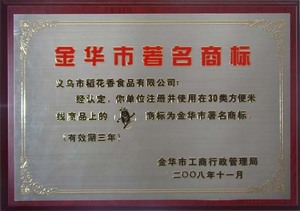 金华市著名商标
义乌市稻花香食品有限公司：
经认定，你单位注册并使用在30类方便米
线商品上的 商标为金华市著名商标。
（有效期三年）
金华市工商行政管理局
二〇〇八年十一月